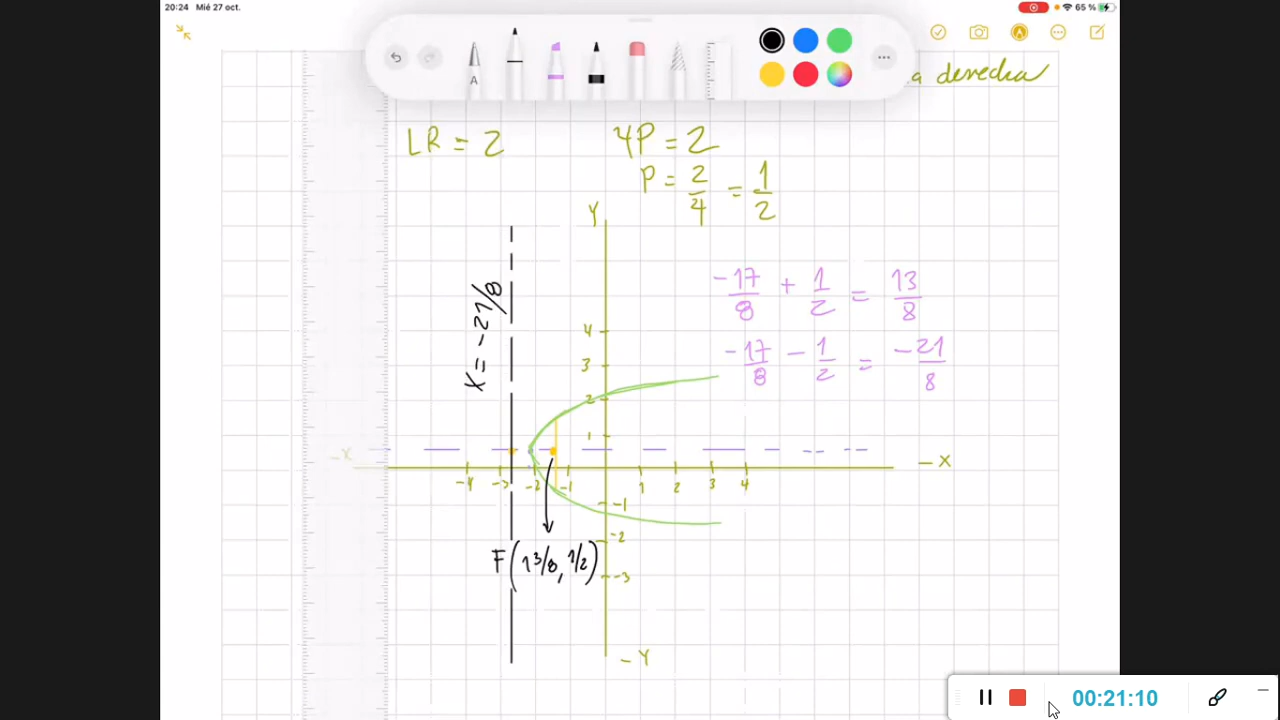 20:24 Mié 27 oct.
65 %
a derecha
LR = 2
4P = 2
P = 2/4 = 1/2
Y
-17/8 + 1/2 = 13/8
-17/8 - 1/2 = -21/8
X = -21/8
4
3
2
1
-X
-X
-4 -3 -2 -1 1 2 3 4
-1
-2
F(13/8, 1/2)
-3
-Y
00:21:10